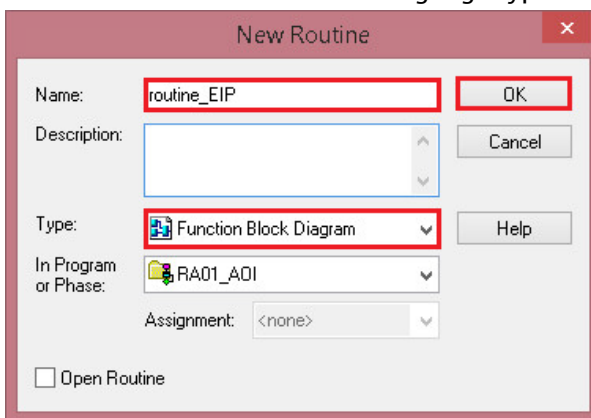 New Routine
Name: routine_EIP OK
Description: Cancel
Type: Function Block Diagram Help
In Program
or Phase: RA01_AOI
Assignment: <none>
Open Routine